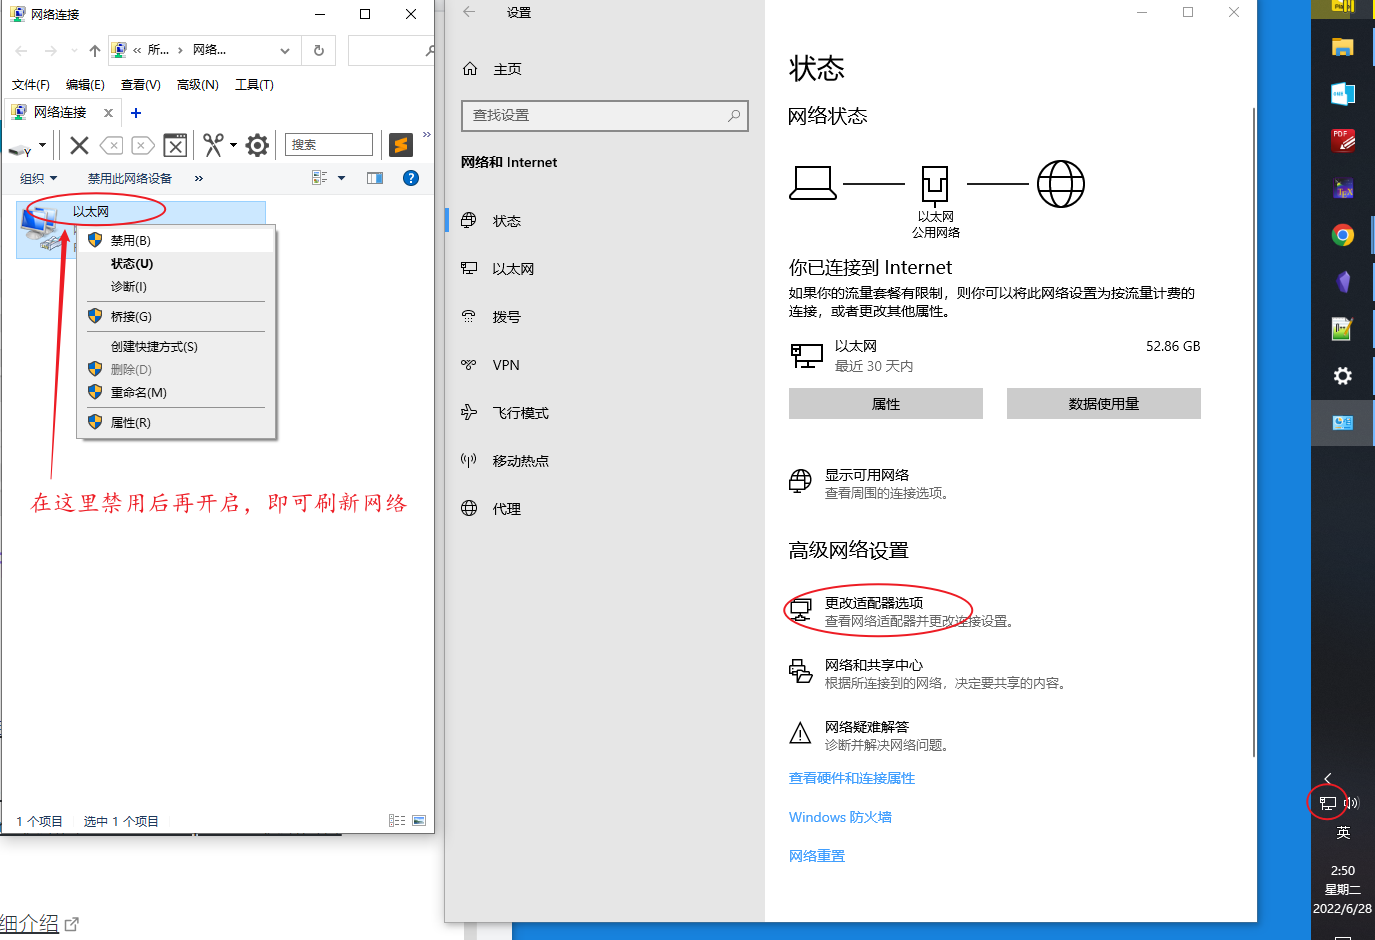 网络连接
« 所... › 网络...
文件(F) 编辑(E) 查看(V) 高级(N) 工具(T)
网络连接
搜索
组织 禁用此网络设备 »
以太网
禁用(B)
状态(U)
诊断(I)
桥接(G)
创建快捷方式(S)
删除(D)
重命名(M)
属性(R)
在这里禁用后再开启，即可刷新网络
1 个项目 选中 1 个项目
细介绍
设置
主页
查找设置
网络和 Internet
状态
以太网
拨号
VPN
飞行模式
移动热点
代理
状态
网络状态
以太网
公用网络
你已连接到 Internet
如果你的流量套餐有限制，则你可以将此网络设置为按流量计费的
连接，或者更改其他属性。
以太网 52.86 GB
最近 30 天内
属性 数据使用量
显示可用网络
查看周围的连接选项。
高级网络设置
更改适配器选项
查看网络适配器并更改连接设置。
网络和共享中心
根据所连接到的网络，决定要共享的内容。
网络疑难解答
诊断并解决网络问题。
查看硬件和连接属性
Windows 防火墙
网络重置
PDF
英
2:50
星期二
2022/6/28